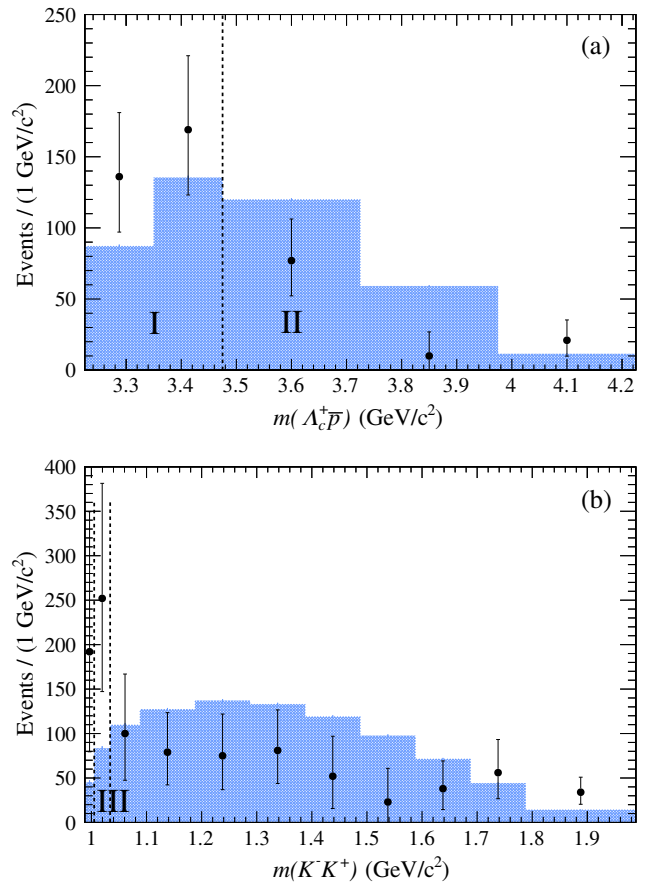 250
(a)
200
150
100
50
0
Events / (1 GeV/c²)
I
II
3.3 3.4 3.5 3.6 3.7 3.8 3.9 4 4.1 4.2
m(Λc⁺p̅) (GeV/c²)
400
(b)
350
300
250
200
150
100
50
0
Events / (1 GeV/c²)
III
1 1.1 1.2 1.3 1.4 1.5 1.6 1.7 1.8 1.9
m(K⁻K⁺) (GeV/c²)